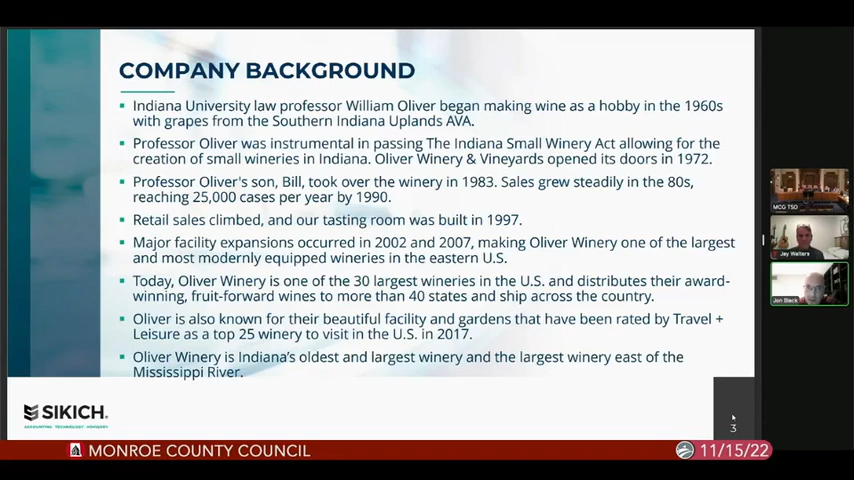 COMPANY BACKGROUND
▪ Indiana University law professor William Oliver began making wine as a hobby in the 1960s
with grapes from the Southern Indiana Uplands AVA.
▪ Professor Oliver was instrumental in passing The Indiana Small Winery Act allowing for the
creation of small wineries in Indiana. Oliver Winery & Vineyards opened its doors in 1972.
▪ Professor Oliver's son, Bill, took over the winery in 1983. Sales grew steadily in the 80s,
reaching 25,000 cases per year by 1990.
▪ Retail sales climbed, and our tasting room was built in 1997.
▪ Major facility expansions occurred in 2002 and 2007, making Oliver Winery one of the largest
and most modernly equipped wineries in the eastern U.S.
▪ Today, Oliver Winery is one of the 30 largest wineries in the U.S. and distributes their award-
winning, fruit-forward wines to more than 40 states and ship across the country.
▪ Oliver is also known for their beautiful facility and gardens that have been rated by Travel +
Leisure as a top 25 winery to visit in the U.S. in 2017.
▪ Oliver Winery is Indiana's oldest and largest winery and the largest winery east of the
Mississippi River.
MCG TSD
Jay Walters
Jon Black
SIKICH.
ACCOUNTING TECHNOLOGY ADVISORY
3
MONROE COUNTY COUNCIL
11/15/22